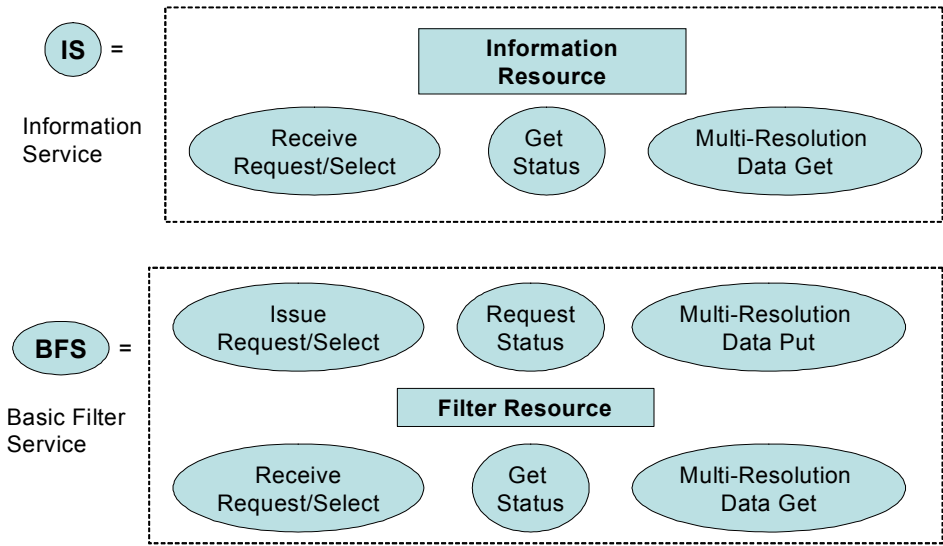 IS =
Information
Service
Information
Resource
Receive
Request/Select
Get
Status
Multi-Resolution
Data Get
BFS =
Basic Filter
Service
Issue
Request/Select
Request
Status
Multi-Resolution
Data Put
Filter Resource
Receive
Request/Select
Get
Status
Multi-Resolution
Data Get